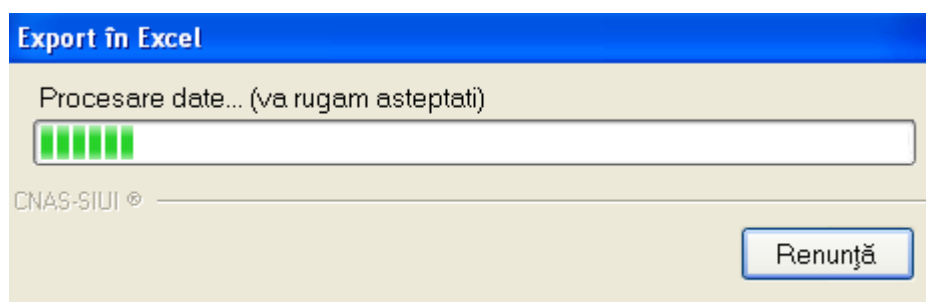 Export în Excel
Procesare date... (va rugam asteptati)
CNAS-SIUI ®
Renunţă